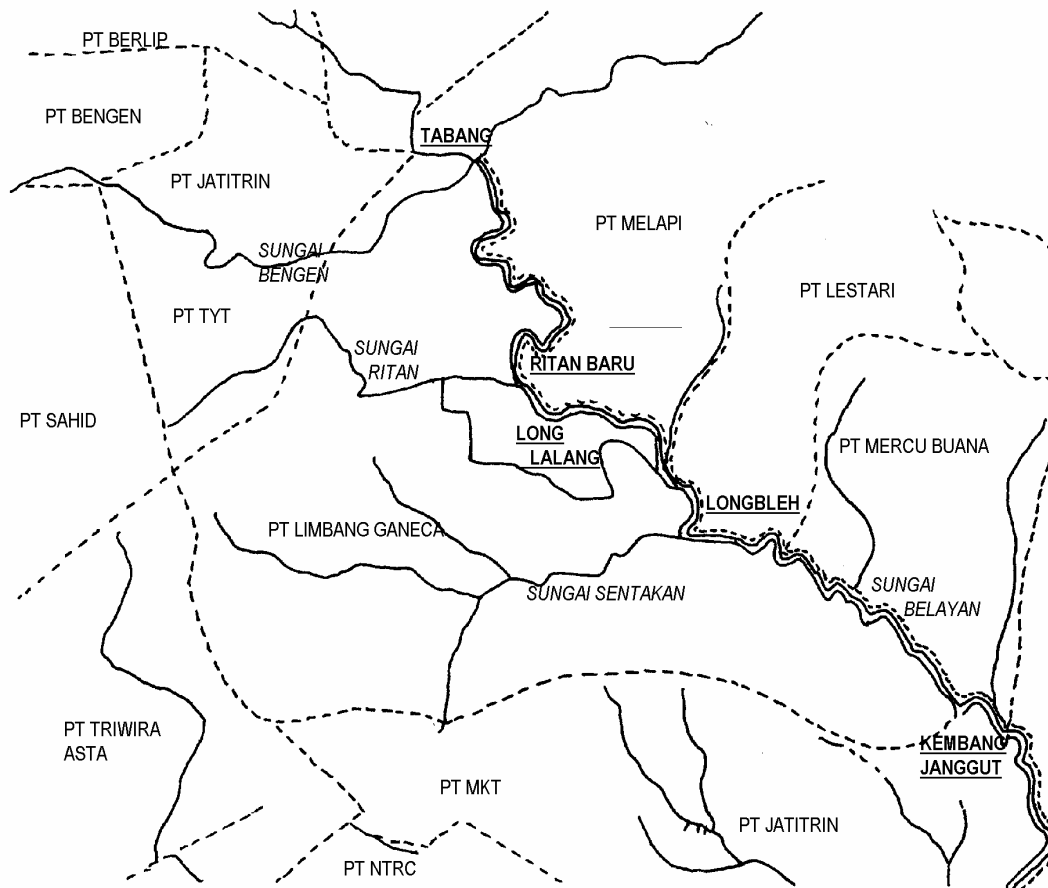 PT BERLIP
PT BENGEN
TABANG
PT JATITRIN
PT MELAPI
SUNGAI
BENGEN
PT LESTARI
PT TYT
SUNGAI
RITAN
RITAN BARU
PT SAHID
LONG
LALANG
PT MERCU BUANA
LONGBLEH
PT LIMBANG GANECA
SUNGAI SENTAKAN
SUNGAI
BELAYAN
PT TRIWIRA
ASTA
KEMBANG
JANGGUT
PT MKT
PT JATITRIN
PT NTRC